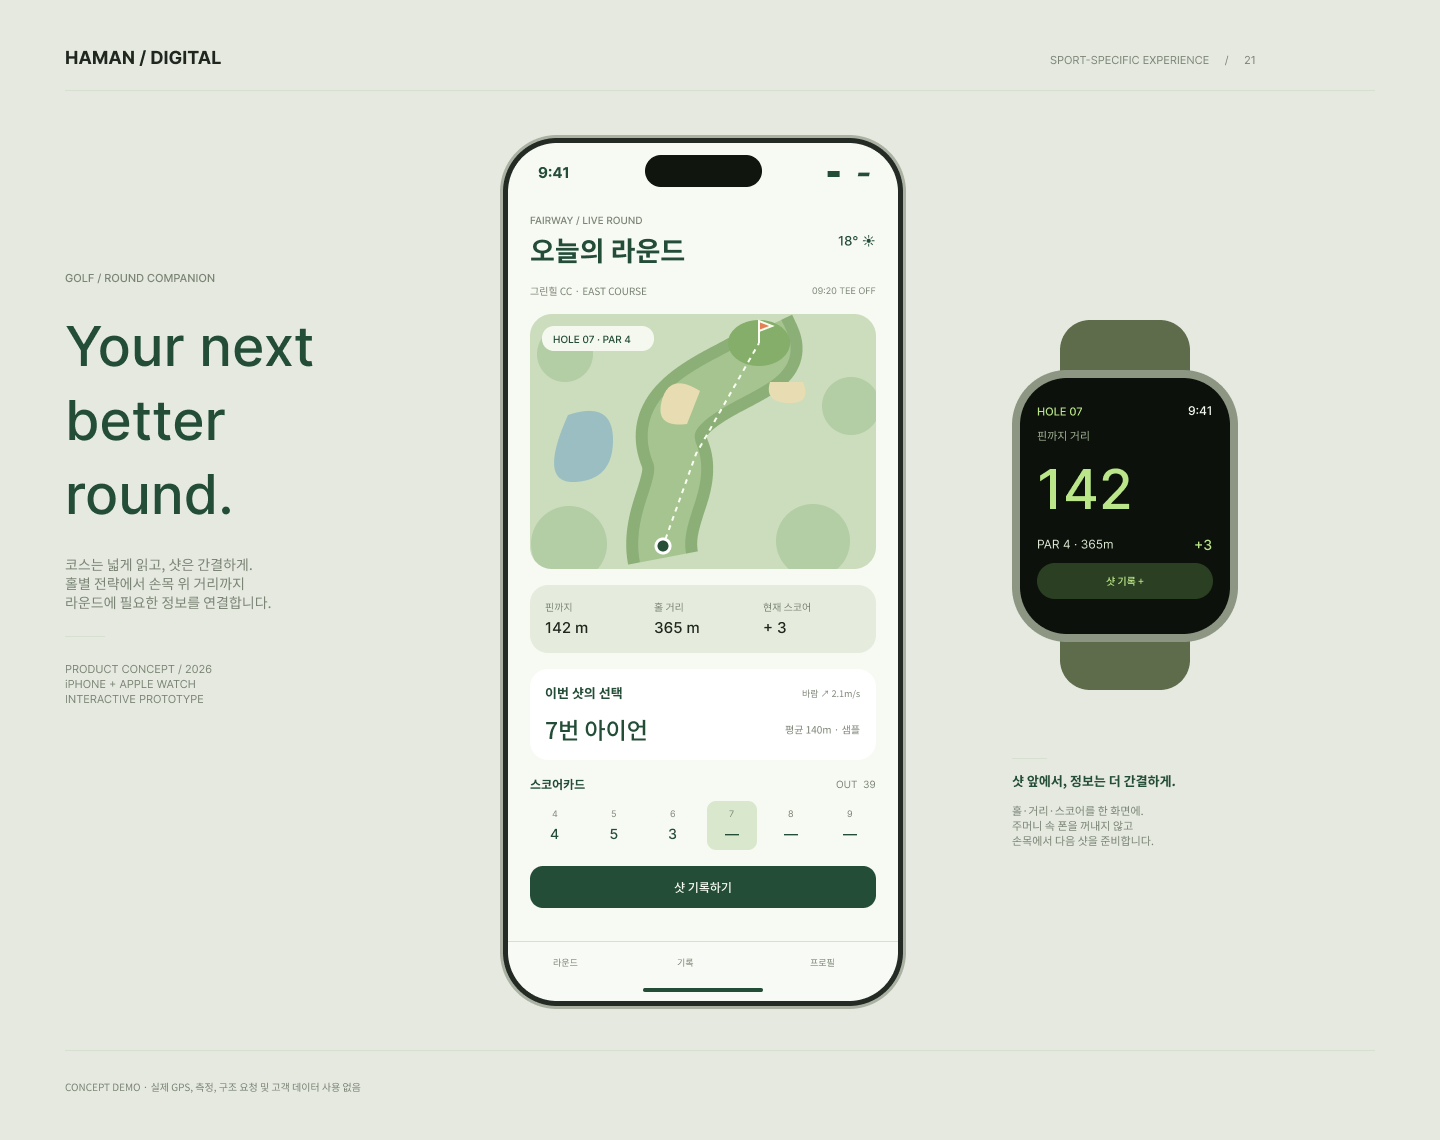 HAMAN / DIGITAL
SPORT-SPECIFIC EXPERIENCE / 21
GOLF / ROUND COMPANION
Your next
better
round.
코스는 넓게 읽고, 샷은 간결하게.
홀별 전략에서 손목 위 거리까지
라운드에 필요한 정보를 연결합니다.
PRODUCT CONCEPT / 2026
iPHONE + APPLE WATCH
INTERACTIVE PROTOTYPE
9:41
FAIRWAY / LIVE ROUND
오늘의 라운드
18° ☀
그린힐 CC · EAST COURSE
09:20 TEE OFF
HOLE 07 · PAR 4
핀까지 홀 거리 현재 스코어
142 m 365 m + 3
이번 샷의 선택
바람 ↗ 2.1m/s
7번 아이언
평균 140m · 샘플
스코어카드
OUT 39
4 5 6 7 8 9
4 5 3 — — —
샷 기록하기
라운드 기록 프로필
HOLE 07
9:41
핀까지 거리
142
PAR 4 · 365m
+3
샷 기록 +
샷 앞에서, 정보는 더 간결하게.
홀·거리·스코어를 한 화면에.
주머니 속 폰을 꺼내지 않고
손목에서 다음 샷을 준비합니다.
CONCEPT DEMO · 실제 GPS, 측정, 구조 요청 및 고객 데이터 사용 없음